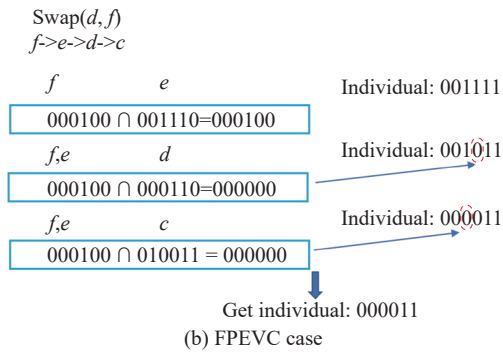 Swap(d, f)
f->e->d->c
f e Individual: 001111
000100 ∩ 001110=000100
f,e d Individual: 001011
000100 ∩ 000110=000000
f,e c Individual: 000011
000100 ∩ 010011 = 000000
Get individual: 000011
(b) FPEVC case